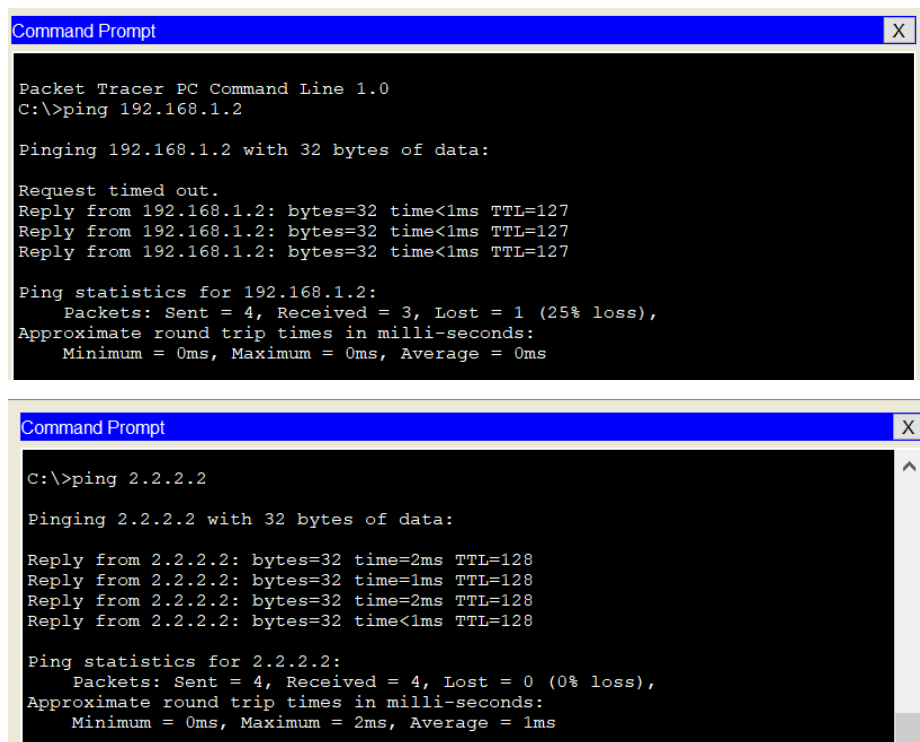 Command Prompt
X
Packet Tracer PC Command Line 1.0
C:\>ping 192.168.1.2
Pinging 192.168.1.2 with 32 bytes of data:
Request timed out.
Reply from 192.168.1.2: bytes=32 time<1ms TTL=127
Reply from 192.168.1.2: bytes=32 time<1ms TTL=127
Reply from 192.168.1.2: bytes=32 time<1ms TTL=127
Ping statistics for 192.168.1.2:
Packets: Sent = 4, Received = 3, Lost = 1 (25% loss),
Approximate round trip times in milli-seconds:
Minimum = 0ms, Maximum = 0ms, Average = 0ms
Command Prompt
X
C:\>ping 2.2.2.2
Pinging 2.2.2.2 with 32 bytes of data:
Reply from 2.2.2.2: bytes=32 time=2ms TTL=128
Reply from 2.2.2.2: bytes=32 time=1ms TTL=128
Reply from 2.2.2.2: bytes=32 time=2ms TTL=128
Reply from 2.2.2.2: bytes=32 time<1ms TTL=128
Ping statistics for 2.2.2.2:
Packets: Sent = 4, Received = 4, Lost = 0 (0% loss),
Approximate round trip times in milli-seconds:
Minimum = 0ms, Maximum = 2ms, Average = 1ms